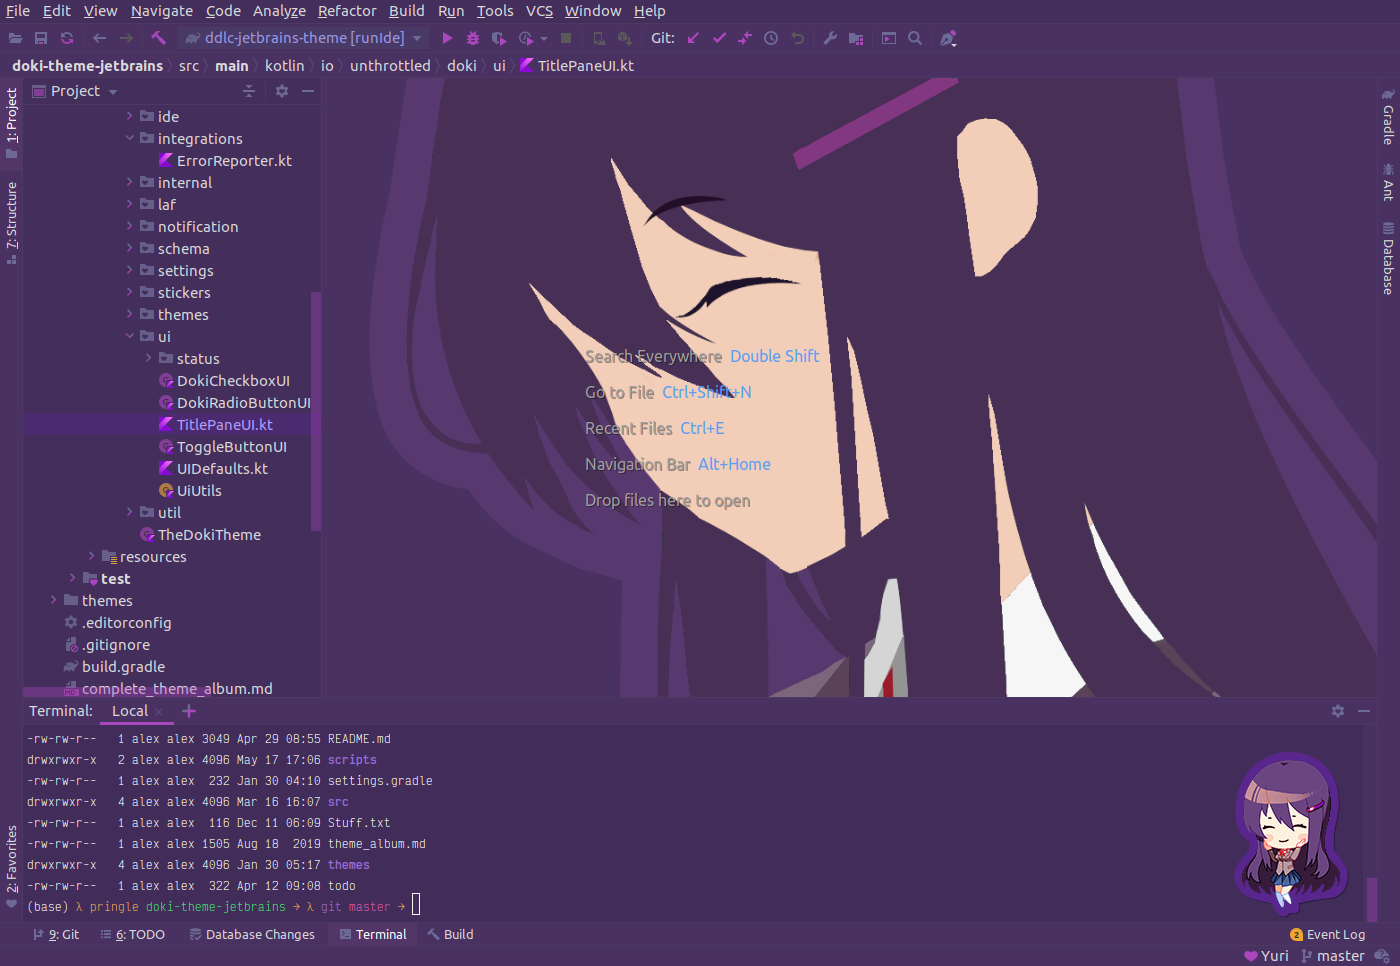 File Edit View Navigate Code Analyze Refactor Build Run Tools VCS Window Help
ddlc-jetbrains-theme [runIde] Git:
doki-theme-jetbrains src main kotlin io unthrottled doki ui TitlePaneUI.kt
1: Project
7: Structure
2: Favorites
Project
ide
integrations
ErrorReporter.kt
internal
laf
notification
schema
settings
stickers
themes
ui
status
DokiCheckboxUI
DokiRadioButtonUI
TitlePaneUI.kt
ToggleButtonUI
UIDefaults.kt
UiUtils
util
TheDokiTheme
resources
test
themes
.editorconfig
.gitignore
build.gradle
complete_theme_album.md
Search Everywhere Double Shift
Go to File Ctrl+Shift+N
Recent Files Ctrl+E
Navigation Bar Alt+Home
Drop files here to open
Gradle
Ant
Database
Terminal: Local
-rw-rw-r-- 1 alex alex 3049 Apr 29 08:55 README.md
drwxrwxr-x 2 alex alex 4096 May 17 17:06 scripts
-rw-rw-r-- 1 alex alex 232 Jan 30 04:10 settings.gradle
drwxrwxr-x 4 alex alex 4096 Mar 16 16:07 src
-rw-rw-r-- 1 alex alex 116 Dec 11 06:09 Stuff.txt
-rw-rw-r-- 1 alex alex 1505 Aug 18 2019 theme_album.md
drwxrwxr-x 4 alex alex 4096 Jan 30 05:17 themes
-rw-rw-r-- 1 alex alex 322 Apr 12 09:08 todo
(base) λ pringle doki-theme-jetbrains → λ git master →
9: Git 6: TODO Database Changes Terminal Build 2 Event Log
Yuri master